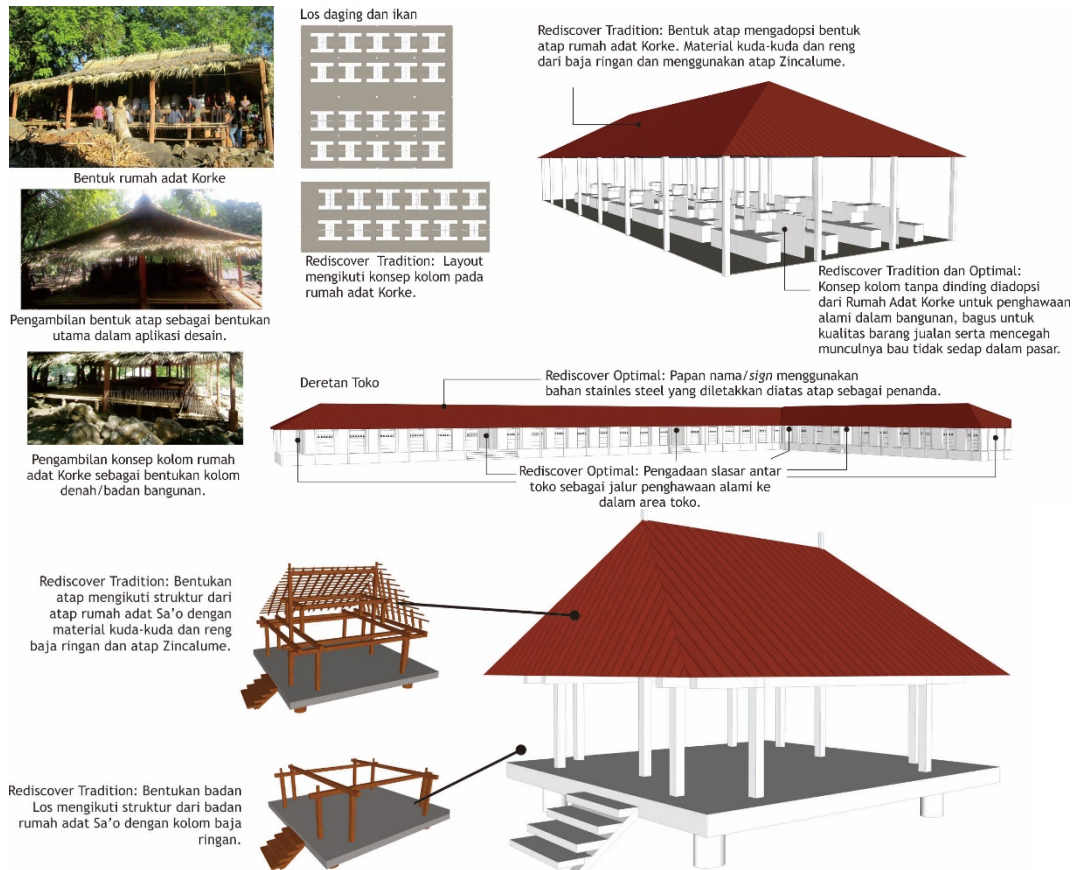 Bentuk rumah adat Korke
Pengambilan bentuk atap sebagai bentukan
utama dalam aplikasi desain.
Pengambilan konsep kolom rumah
adat Korke sebagai bentukan kolom
denah/badan bangunan.
Los daging dan ikan
Rediscover Tradition: Layout
mengikuti konsep kolom pada
rumah adat Korke.
Rediscover Tradition: Bentuk atap mengadopsi bentuk
atap rumah adat Korke. Material kuda-kuda dan reng
dari baja ringan dan menggunakan atap Zincalume.
Rediscover Tradition dan Optimal:
Konsep kolom tanpa dinding diadopsi
dari Rumah Adat Korke untuk penghawaan
alami dalam bangunan, bagus untuk
kualitas barang jualan serta mencegah
munculnya bau tidak sedap dalam pasar.
Deretan Toko
Rediscover Optimal: Papan nama/sign menggunakan
bahan stainles steel yang diletakkan diatas atap sebagai penanda.
Rediscover Optimal: Pengadaan slasar antar
toko sebagai jalur penghawaan alami ke
dalam area toko.
Rediscover Tradition: Bentukan
atap mengikuti struktur dari
atap rumah adat Sa'o dengan
material kuda-kuda dan reng
baja ringan dan atap Zincalume.
Rediscover Tradition: Bentukan badan
Los mengikuti struktur dari badan
rumah adat Sa'o dengan kolom baja
ringan.